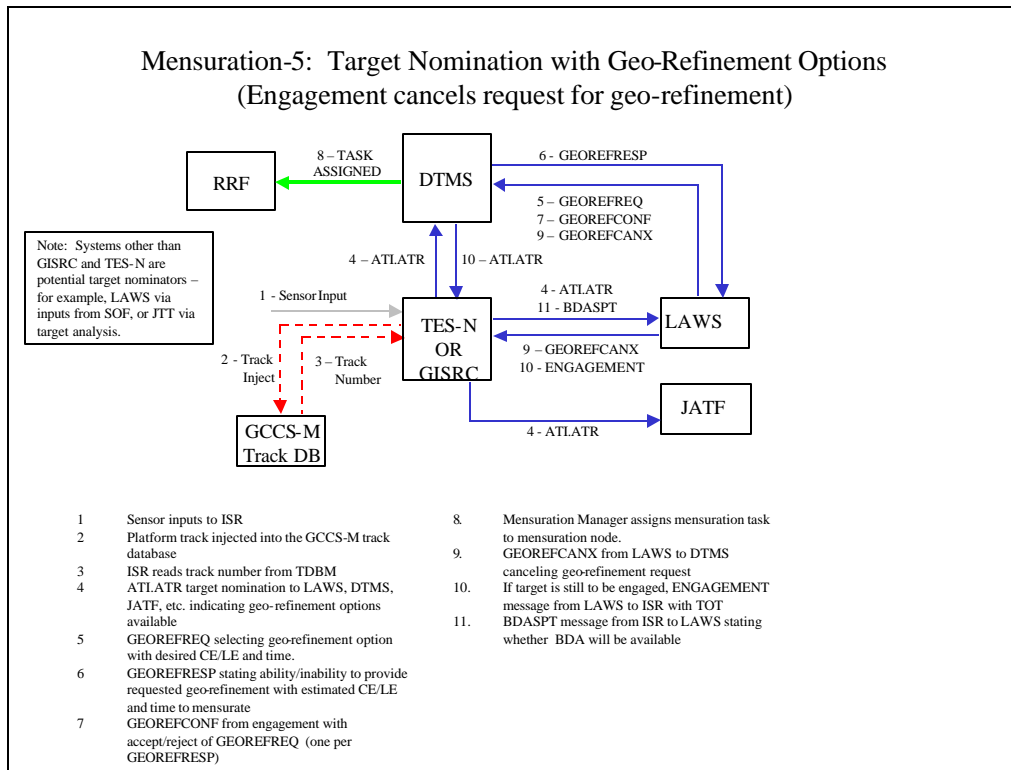 Mensuration-5: Target Nomination with Geo-Refinement Options
(Engagement cancels request for geo-refinement)
RRF
8 – TASK
ASSIGNED
DTMS
6 - GEOREFRESP
5 – GEOREFREQ
7 – GEOREFCONF
9 – GEOREFCANX
Note: Systems other than
GISRC and TES-N are
potential target nominators –
for example, LAWS via
inputs from SOF, or JTT via
target analysis.
4 – ATI.ATR
10 – ATI.ATR
1 - Sensor Input
TES-N
OR
GISRC
4 - ATI.ATR
11 - BDASPT
LAWS
9 – GEOREFCANX
10 - ENGAGEMENT
2 - Track
Inject
3 – Track
Number
GCCS-M
Track DB
4 - ATI.ATR
JATF
1 Sensor inputs to ISR
2 Platform track injected into the GCCS-M track
database
3 ISR reads track number from TDBM
4 ATI.ATR target nomination to LAWS, DTMS,
JATF, etc. indicating geo-refinement options
available
5 GEOREFREQ selecting geo-refinement option
with desired CE/LE and time.
6 GEOREFRESP stating ability/inability to provide
requested geo-refinement with estimated CE/LE
and time to mensurate
7 GEOREFCONF from engagement with
accept/reject of GEOREFREQ (one per
GEOREFRESP)
8. Mensuration Manager assigns mensuration task
to mensuration node.
9. GEOREFCANX from LAWS to DTMS
canceling geo-refinement request
10. If target is still to be engaged, ENGAGEMENT
message from LAWS to ISR with TOT
11. BDASPT message from ISR to LAWS stating
whether BDA will be available